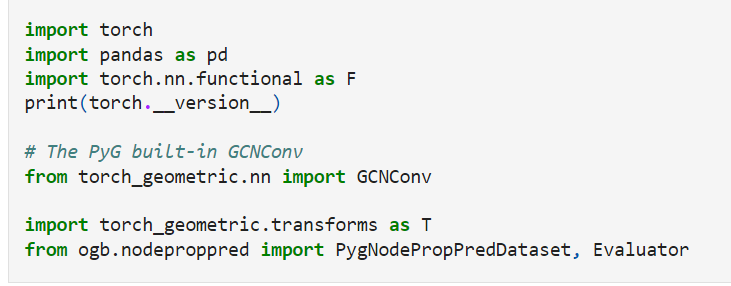 import torch
import pandas as pd
import torch.nn.functional as F
print(torch.__version__)
# The PyG built-in GCNConv
from torch_geometric.nn import GCNConv
import torch_geometric.transforms as T
from ogb.nodeproppred import PygNodePropPredDataset, Evaluator